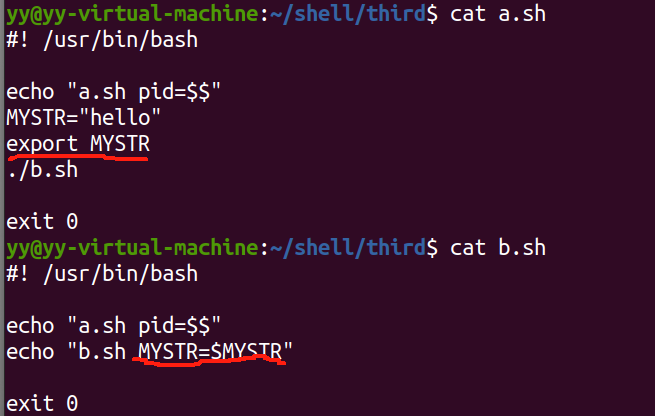 yy@yy-virtual-machine:~/shell/third$ cat a.sh
#! /usr/bin/bash
echo "a.sh pid=$$"
MYSTR="hello"
export MYSTR
./b.sh
exit 0
yy@yy-virtual-machine:~/shell/third$ cat b.sh
#! /usr/bin/bash
echo "a.sh pid=$$"
echo "b.sh MYSTR=$MYSTR"
exit 0